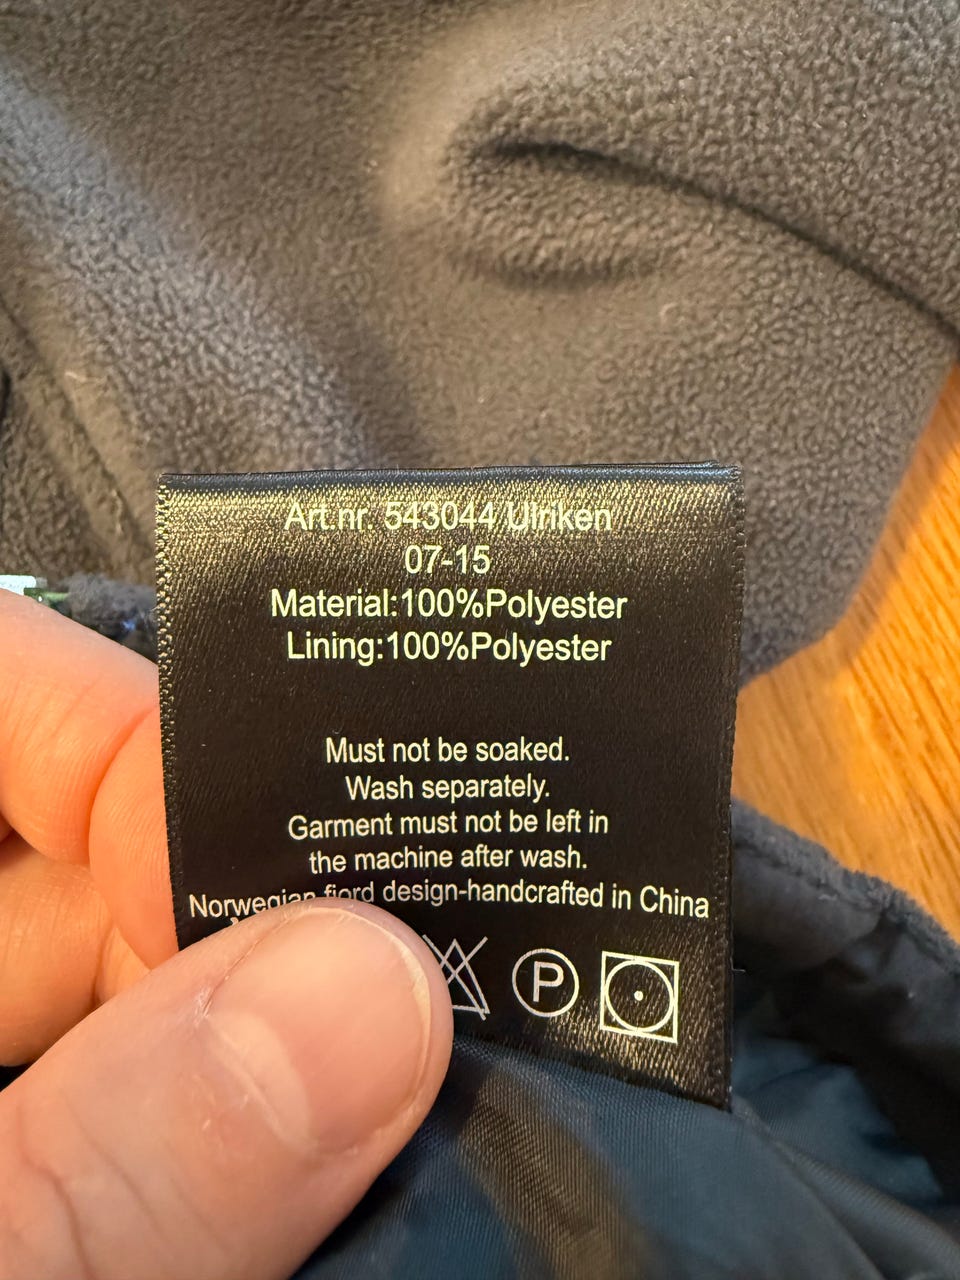 Art.nr. 543044 Ulriken
07-15
Material:100%Polyester
Lining:100%Polyester
Must not be soaked.
Wash separately.
Garment must not be left in
the machine after wash.
Norwegian fjord design-handcrafted in China
P